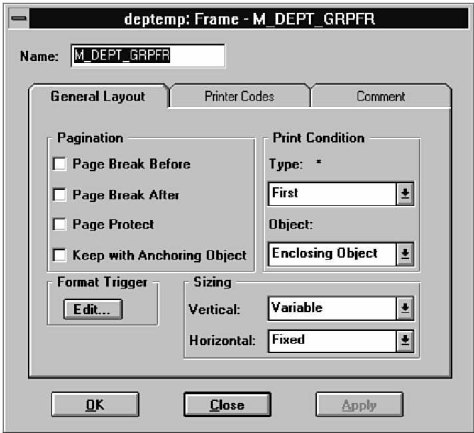 deptemp: Frame - M_DEPT_GRPFR
Name: M_DEPT_GRPFR
General Layout Printer Codes Comment
Pagination
Page Break Before
Page Break After
Page Protect
Keep with Anchoring Object
Print Condition
Type: *
First
Object:
Enclosing Object
Format Trigger
Edit...
Sizing
Vertical: Variable
Horizontal: Fixed
OK Close Apply